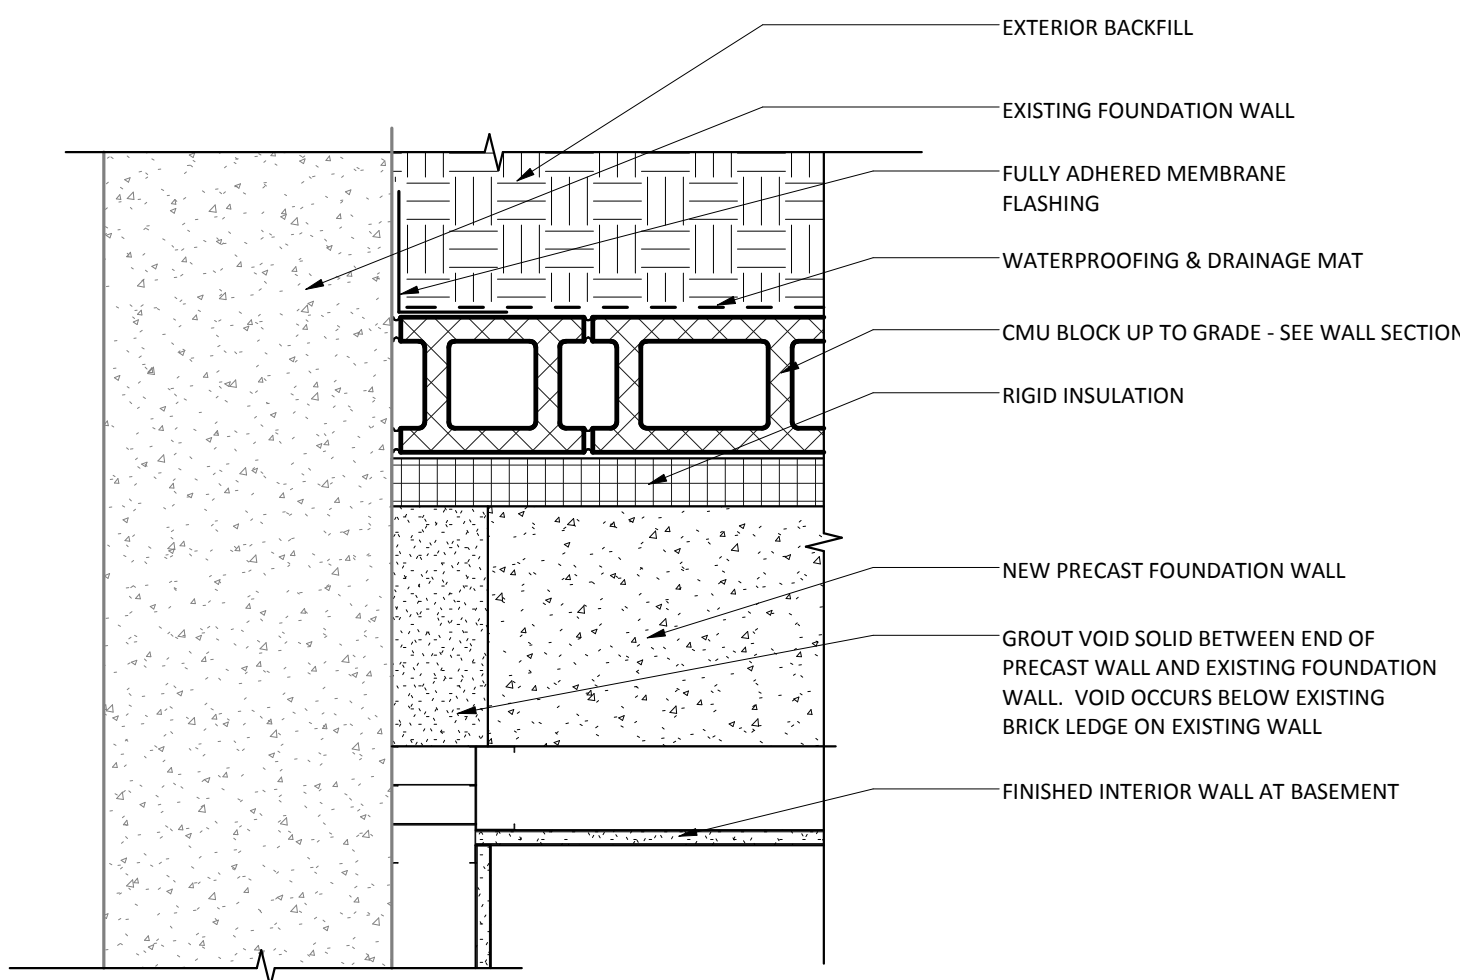 EXTERIOR BACKFILL
EXISTING FOUNDATION WALL
FULLY ADHERED MEMBRANE
FLASHING
WATERPROOFING & DRAINAGE MAT
CMU BLOCK UP TO GRADE - SEE WALL SECTION
RIGID INSULATION
NEW PRECAST FOUNDATION WALL
GROUT VOID SOLID BETWEEN END OF
PRECAST WALL AND EXISTING FOUNDATION
WALL.  VOID OCCURS BELOW EXISTING
BRICK LEDGE ON EXISTING WALL
FINISHED INTERIOR WALL AT BASEMENT